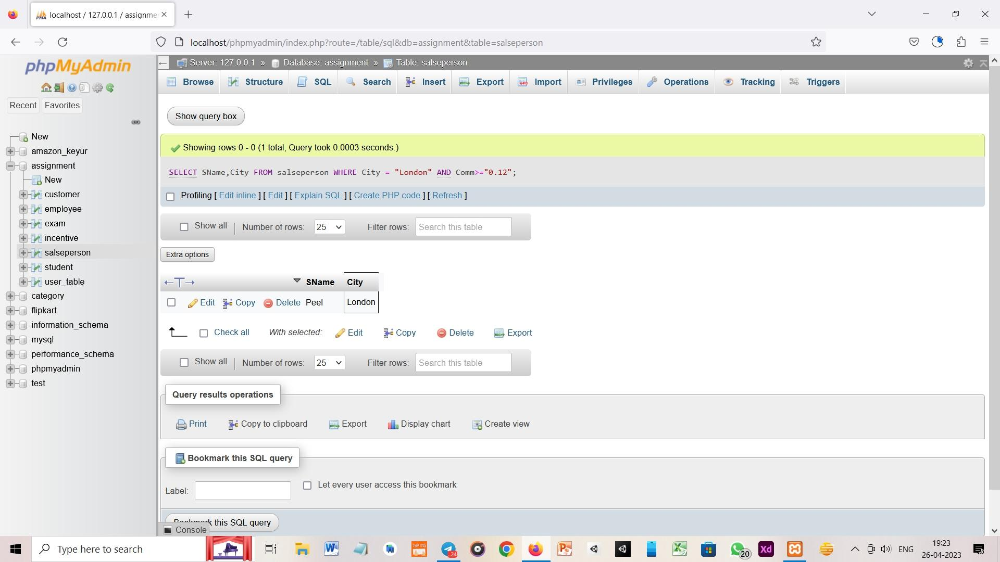 localhost / 127.0.0.1 / assignme
localhost/phpmyadmin/index.php?route=/table/sql&db=assignment&table=salseperson
phpMyAdmin
Recent Favorites
New
amazon_keyur
assignment
New
customer
employee
exam
incentive
salseperson
student
user_table
category
flipkart
information_schema
mysql
performance_schema
phpmyadmin
test
Server: 127.0.0.1 » Database: assignment » Table: salseperson
Browse Structure SQL Search Insert Export Import Privileges Operations Tracking Triggers
Show query box
Showing rows 0 - 0 (1 total, Query took 0.0003 seconds.)
SELECT SName,City FROM salseperson WHERE City = "London" AND Comm>="0.12";
Profiling [ Edit inline ] [ Edit ] [ Explain SQL ] [ Create PHP code ] [ Refresh ]
Show all Number of rows: 25 Filter rows: Search this table
Extra options
SName City
Edit Copy Delete Peel London
Check all With selected: Edit Copy Delete Export
Show all Number of rows: 25 Filter rows: Search this table
Query results operations
Print Copy to clipboard Export Display chart Create view
Bookmark this SQL query
Label: Let every user access this bookmark
Bookmark this SQL query
Console
Type here to search
24
20
Xd
ENG
19:23
26-04-2023